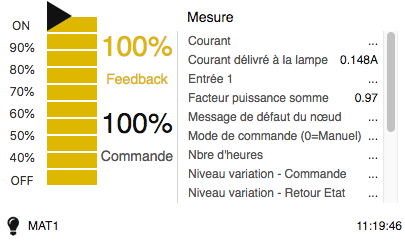 Mesure
ON
90%
80%
70%
60%
50%
40%
OFF
100%
Feedback
100%
Commande
Courant ...
Courant délivré à la lampe 0.148A
Entrée 1 ...
Facteur puissance somme 0.97
Message de défaut du nœud ...
Mode de commande (0=Manuel) ...
Nbre d'heures ...
Niveau variation - Commande ...
Niveau variation - Retour Etat ...
MAT1 11:19:46